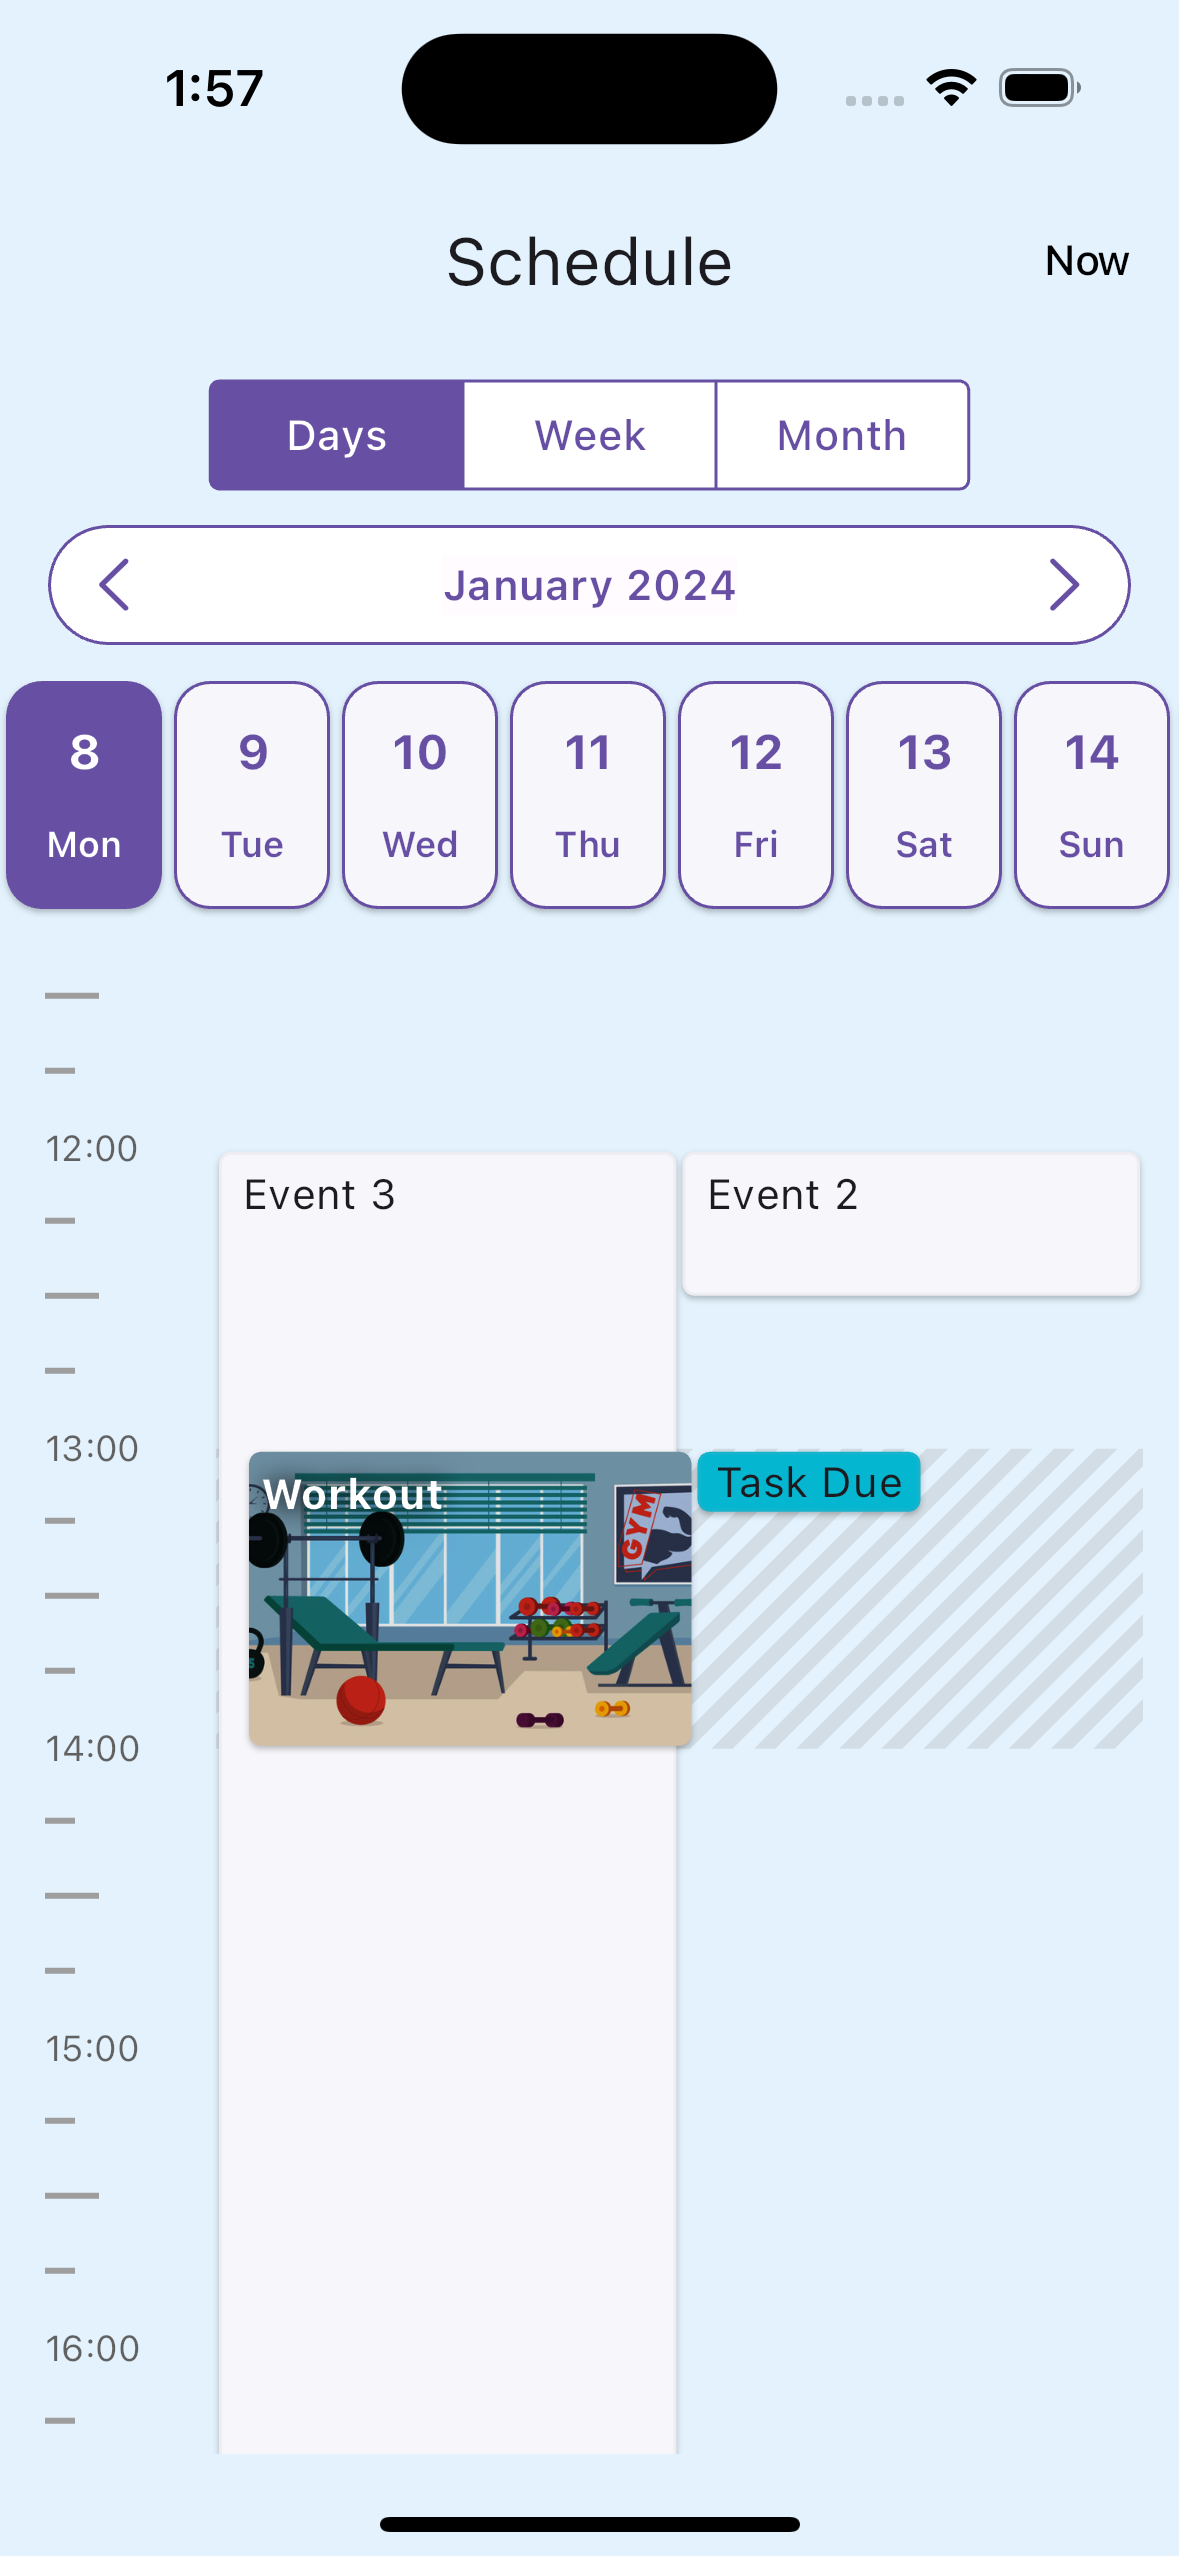 1:57
Schedule
Now
Days Week Month
January 2024
8 9 10 11 12 13 14
Mon Tue Wed Thu Fri Sat Sun
12:00
Event 3 Event 2
13:00
Workout Task Due
GYM
14:00
15:00
16:00